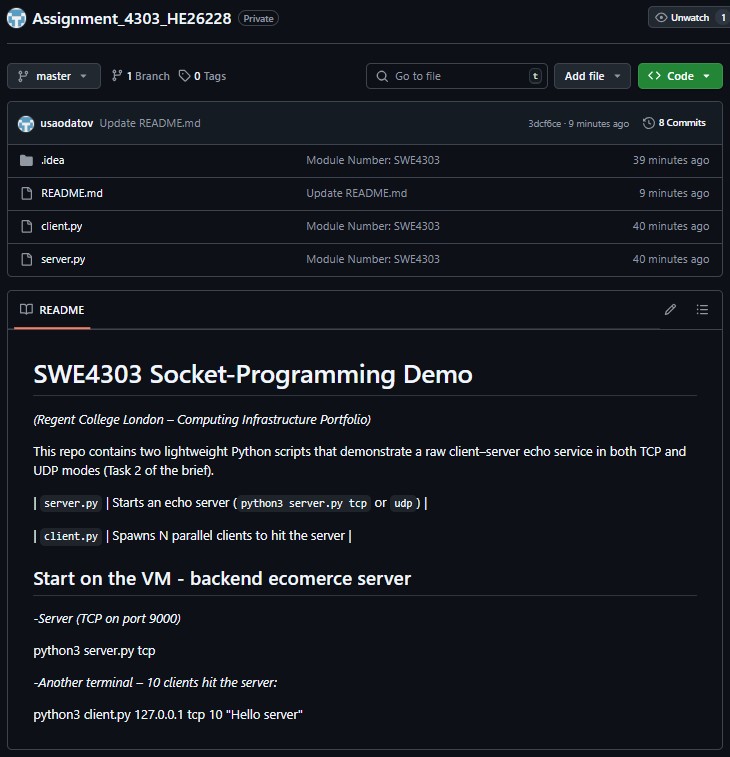 Assignment_4303_HE26228 Private
Unwatch 1
master 1 Branch 0 Tags Go to file t Add file Code
usaodatov Update README.md 3dcf6ce · 9 minutes ago 8 Commits
.idea Module Number: SWE4303 39 minutes ago
README.md Update README.md 9 minutes ago
client.py Module Number: SWE4303 40 minutes ago
server.py Module Number: SWE4303 40 minutes ago
README
SWE4303 Socket-Programming Demo
(Regent College London – Computing Infrastructure Portfolio)
This repo contains two lightweight Python scripts that demonstrate a raw client–server echo service in both TCP and
UDP modes (Task 2 of the brief).
| server.py | Starts an echo server ( python3 server.py tcp or udp ) |
| client.py | Spawns N parallel clients to hit the server |
Start on the VM - backend ecomerce server
-Server (TCP on port 9000)
python3 server.py tcp
-Another terminal – 10 clients hit the server:
python3 client.py 127.0.0.1 tcp 10 "Hello server"